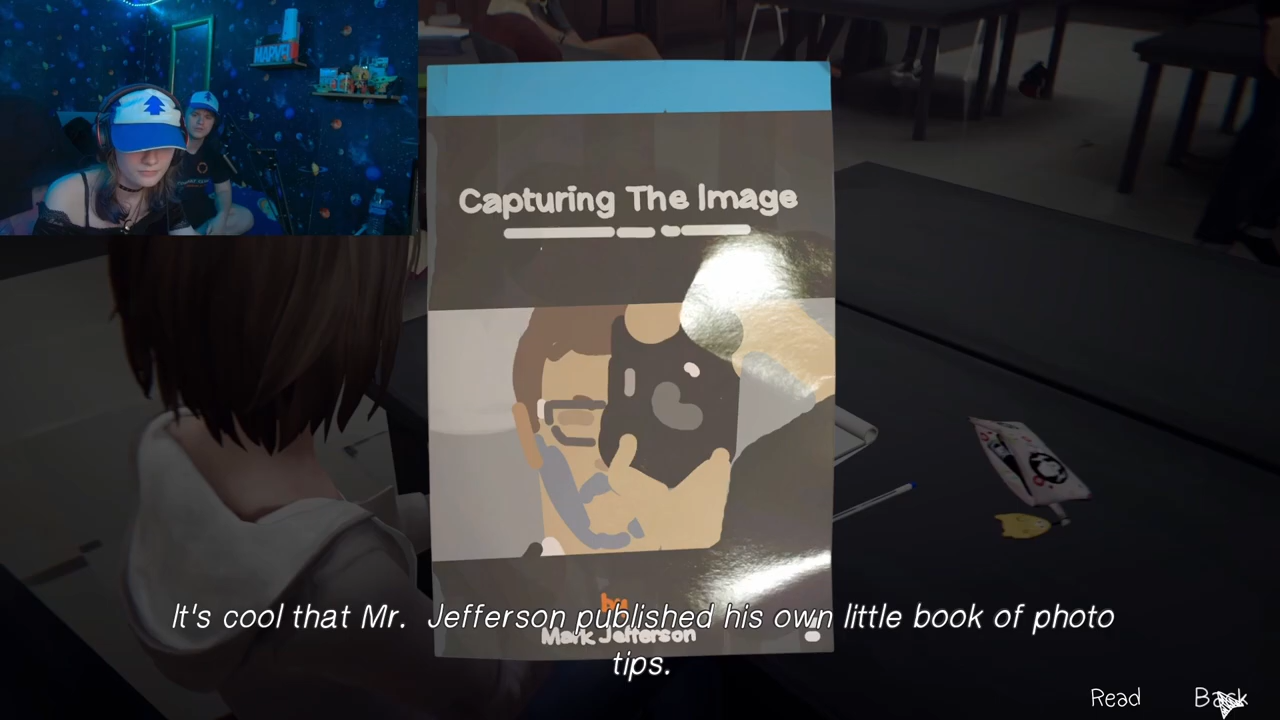 MARVEL
Capturing The Image
by
Mark Jefferson
It's cool that Mr. Jefferson published his own little book of photo
tips.
Read
Back